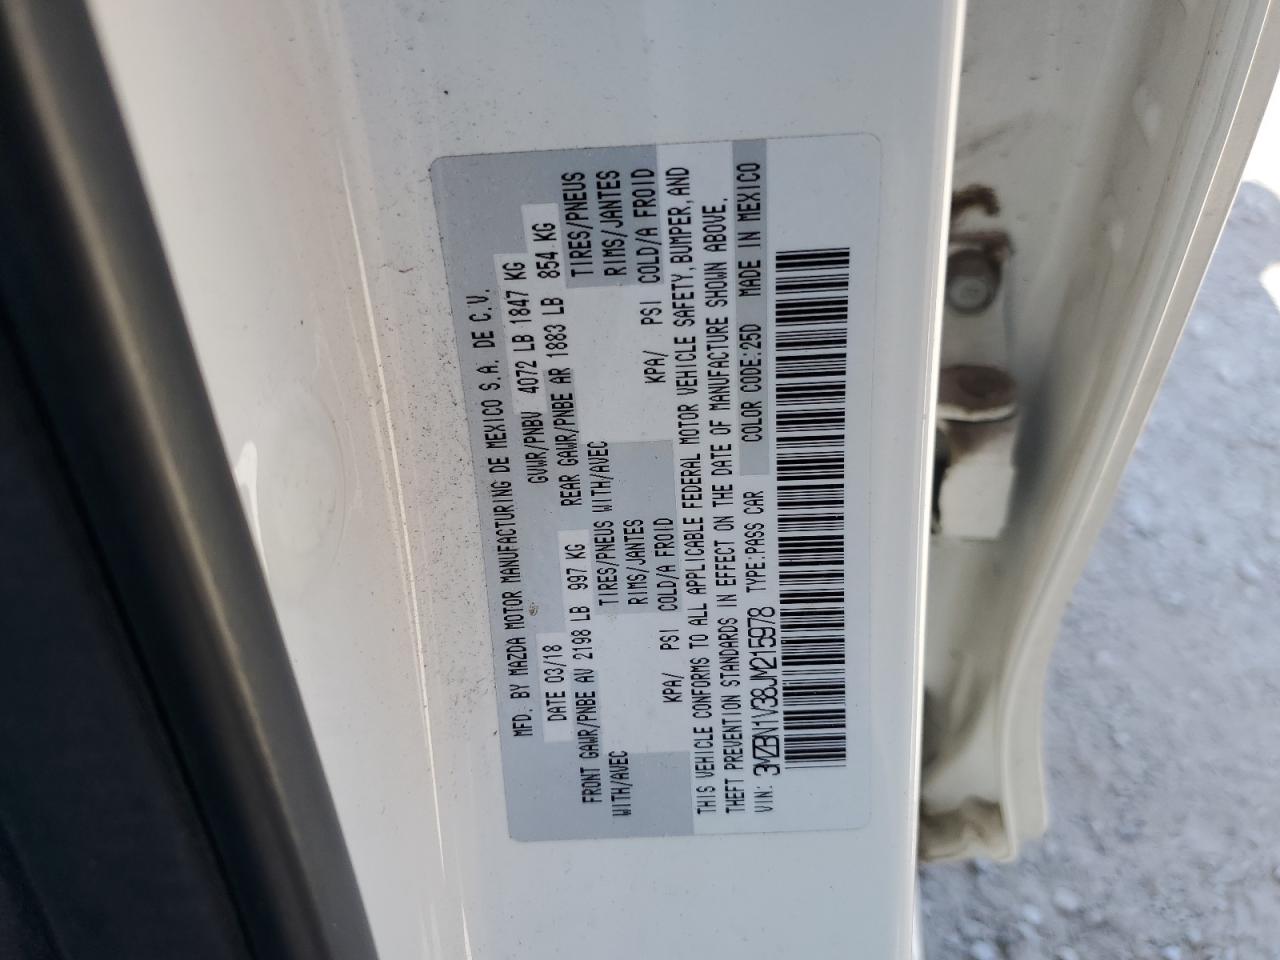 MFD. BY MAZDA MOTOR MANUFACTURING DE MEXICO S.A. DE C.V.
DATE 03/18 GVWR/PNBV 4072 LB 1847 KG
FRONT GAWR/PNBE AV 2198 LB 997 KG REAR GAWR/PNBE AR 1883 LB 854 KG
WITH/AVEC TIRES/PNEUS WITH/AVEC TIRES/PNEUS
RIMS/JANTES RIMS/JANTES
KPA/ PSI COLD/A FROID KPA/ PSI COLD/A FROID
THIS VEHICLE CONFORMS TO ALL APPLICABLE FEDERAL MOTOR VEHICLE SAFETY, BUMPER, AND
THEFT PREVENTION STANDARDS IN EFFECT ON THE DATE OF MANUFACTURE SHOWN ABOVE.
VIN: 3MZBN1V38JM215978 TYPE:PASS CAR COLOR CODE:25D MADE IN MEXICO